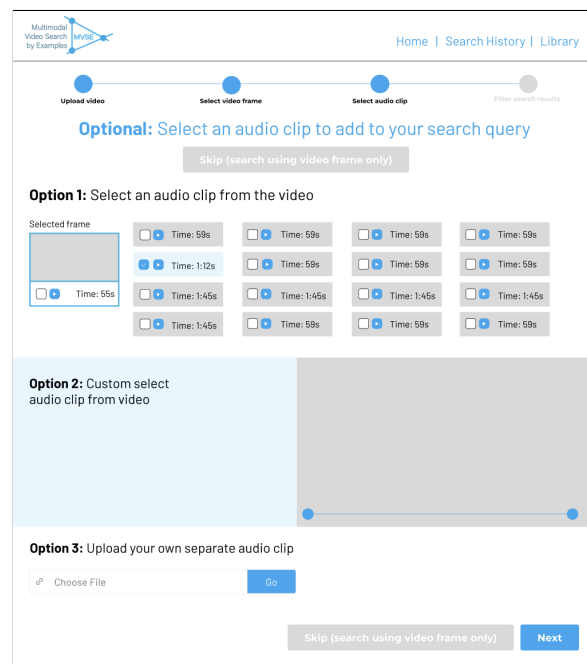 Multimodal
Video Search
by Examples
MVSE
Home | Search History | Library
Upload video
Select video frame
Select audio clip
Filter search results
Optional: Select an audio clip to add to your search query
Skip (search using video frame only)
Option 1: Select an audio clip from the video
Selected frame
Time: 55s
Time: 59s
Time: 59s
Time: 59s
Time: 59s
Time: 1:12s
Time: 59s
Time: 59s
Time: 59s
Time: 1:45s
Time: 1:45s
Time: 1:45s
Time: 1:45s
Time: 1:45s
Time: 59s
Time: 59s
Time: 59s
Option 2: Custom select
audio clip from video
Option 3: Upload your own separate audio clip
Choose File
Go
Skip (search using video frame only)
Next